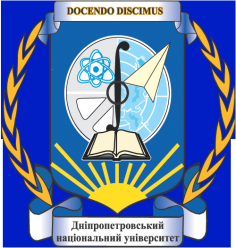 DOCENDO DISCIMUS
Дніпропетровський
національний університет